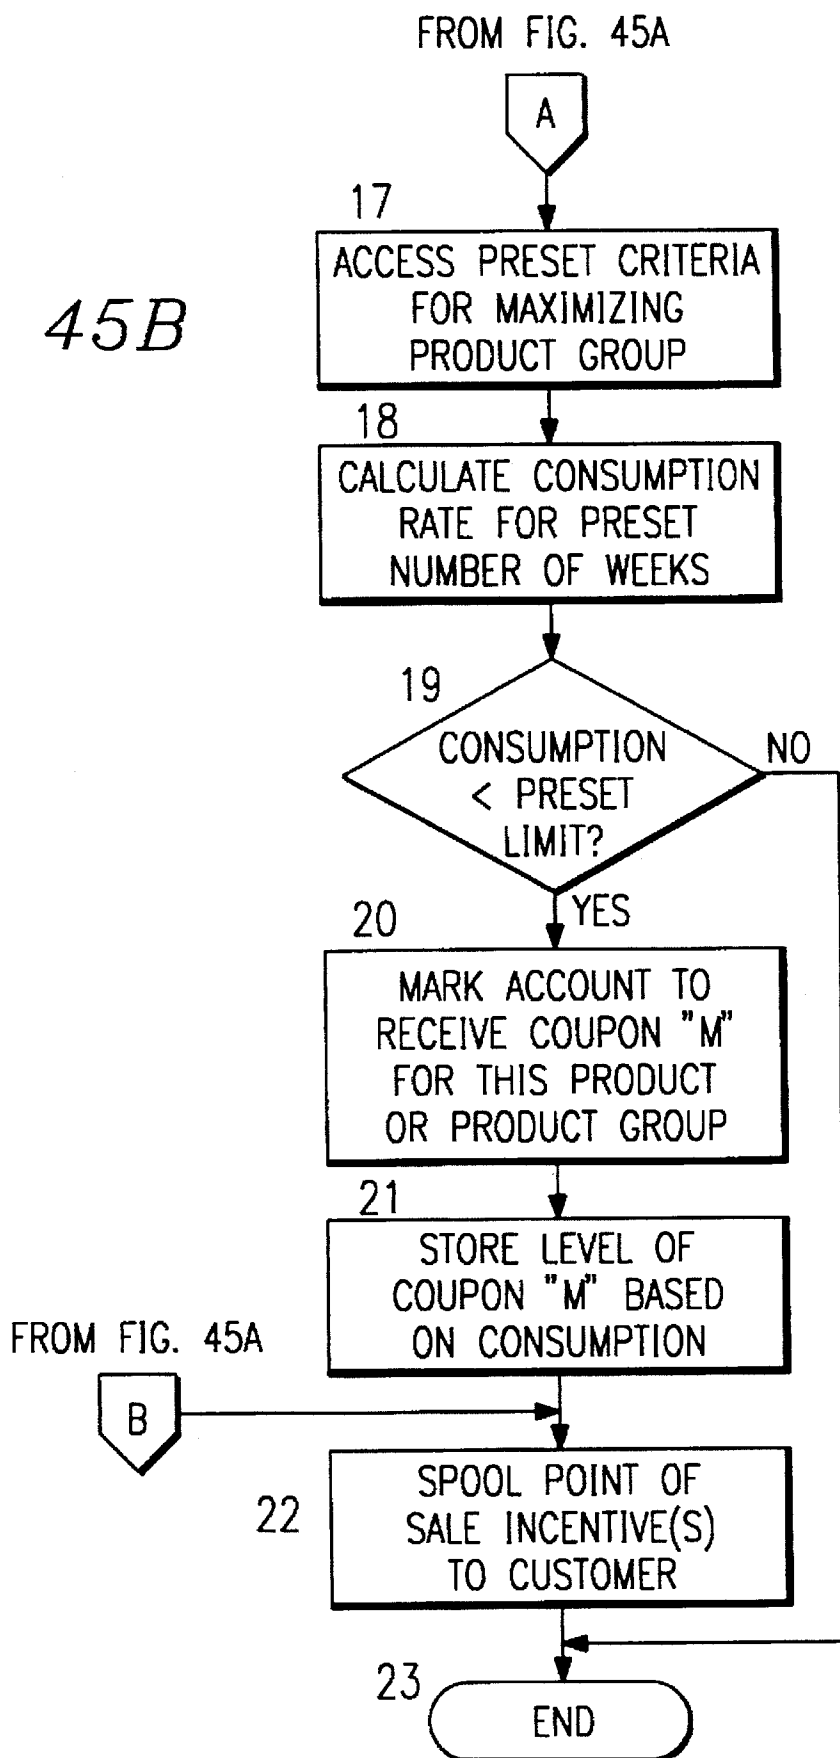 FROM FIG. 45A
A
17
ACCESS PRESET CRITERIA
FOR MAXIMIZING
PRODUCT GROUP
45B
18
CALCULATE CONSUMPTION
RATE FOR PRESET
NUMBER OF WEEKS
19
CONSUMPTION
< PRESET
LIMIT?
NO
YES
20
MARK ACCOUNT TO
RECEIVE COUPON "M"
FOR THIS PRODUCT
OR PRODUCT GROUP
21
STORE LEVEL OF
COUPON "M" BASED
ON CONSUMPTION
FROM FIG. 45A
B
22
SPOOL POINT OF
SALE INCENTIVE(S)
TO CUSTOMER
23
END